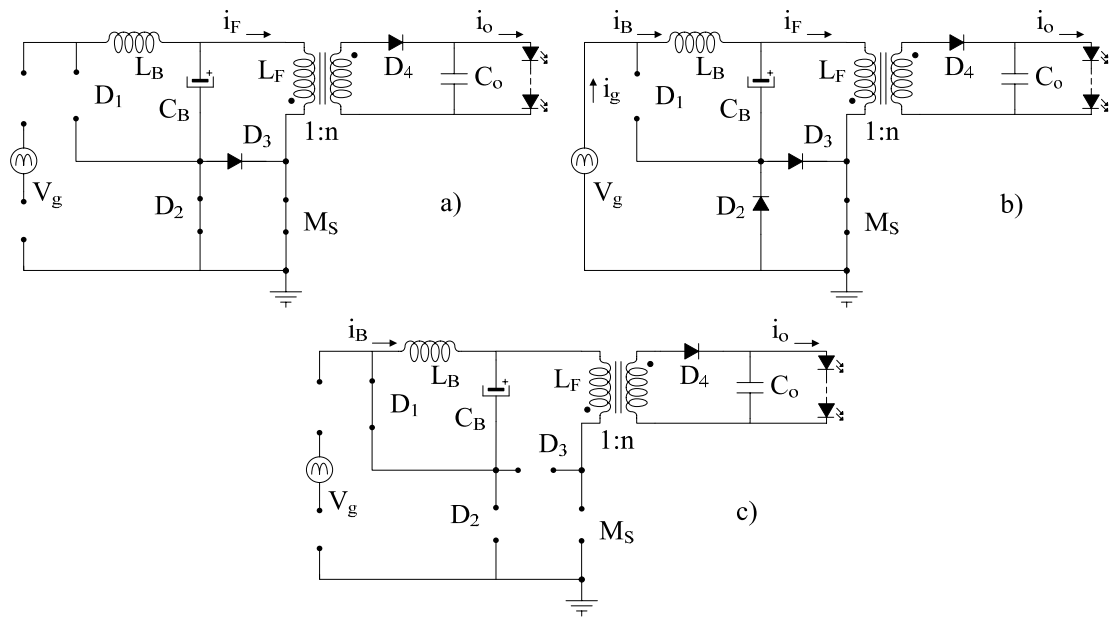 i_F
i_o
L_B
D_1
C_B
L_F
D_4
C_o
D_3
1:n
V_g
D_2
M_S
a)
i_B
i_F
i_o
L_B
i_g
D_1
C_B
L_F
D_4
C_o
D_3
1:n
V_g
D_2
M_S
b)
i_B
i_o
L_B
D_1
C_B
L_F
D_4
C_o
D_3
1:n
V_g
D_2
M_S
c)